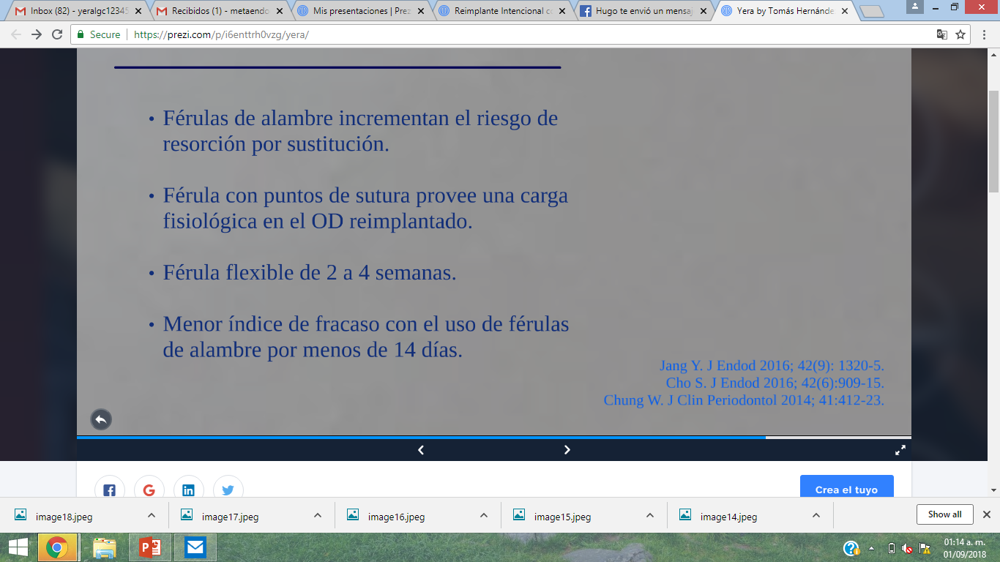 Inbox (82) - yeralgc12345
Recibidos (1) - metaendo
Mis presentaciones | Prez
Reimplante Intencional co
Hugo te envió un mensaj
Yera by Tomás Hernánde
Secure
https://prezi.com/p/i6enttrh0vzg/yera/
• Férulas de alambre incrementan el riesgo de
resorción por sustitución.
• Férula con puntos de sutura provee una carga
fisiológica en el OD reimplantado.
• Férula flexible de 2 a 4 semanas.
• Menor índice de fracaso con el uso de férulas
de alambre por menos de 14 días.
Jang Y. J Endod 2016; 42(9): 1320-5.
Cho S. J Endod 2016; 42(6):909-15.
Chung W. J Clin Periodontol 2014; 41:412-23.
Crea el tuyo
image18.jpeg
image17.jpeg
image16.jpeg
image15.jpeg
image14.jpeg
Show all
01:14 a. m.
01/09/2018